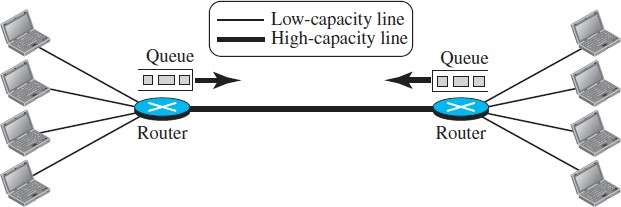 Low-capacity line
High-capacity line
Queue
Queue
Router
Router